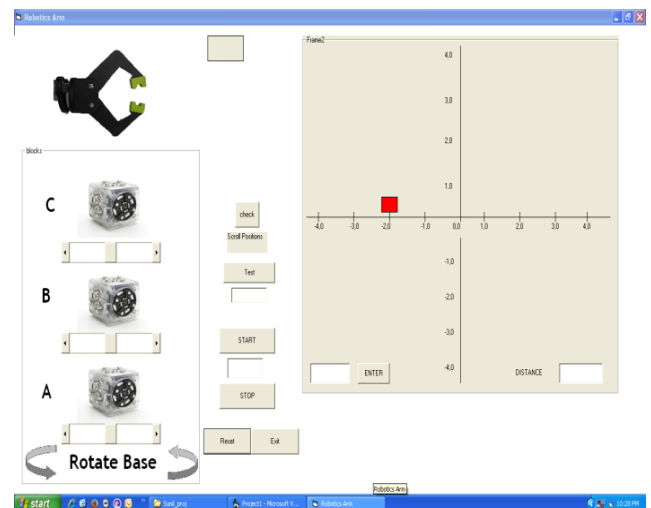 Robotics Arm
Frame2
4,0
3,0
2,0
1,0
-4,0 -3,0 -2,0 -1,0 0,0 1,0 2,0 3,0 4,0
-1,0
-2,0
-3,0
-4,0
ENTER
DISTANCE
blocks
C
B
A
Rotate Base
check
Scroll Positions
Test
START
STOP
Reset Exit
Robotics Arm
start
Project1 - Microsoft V...
Robotics Arm
10:29 PM